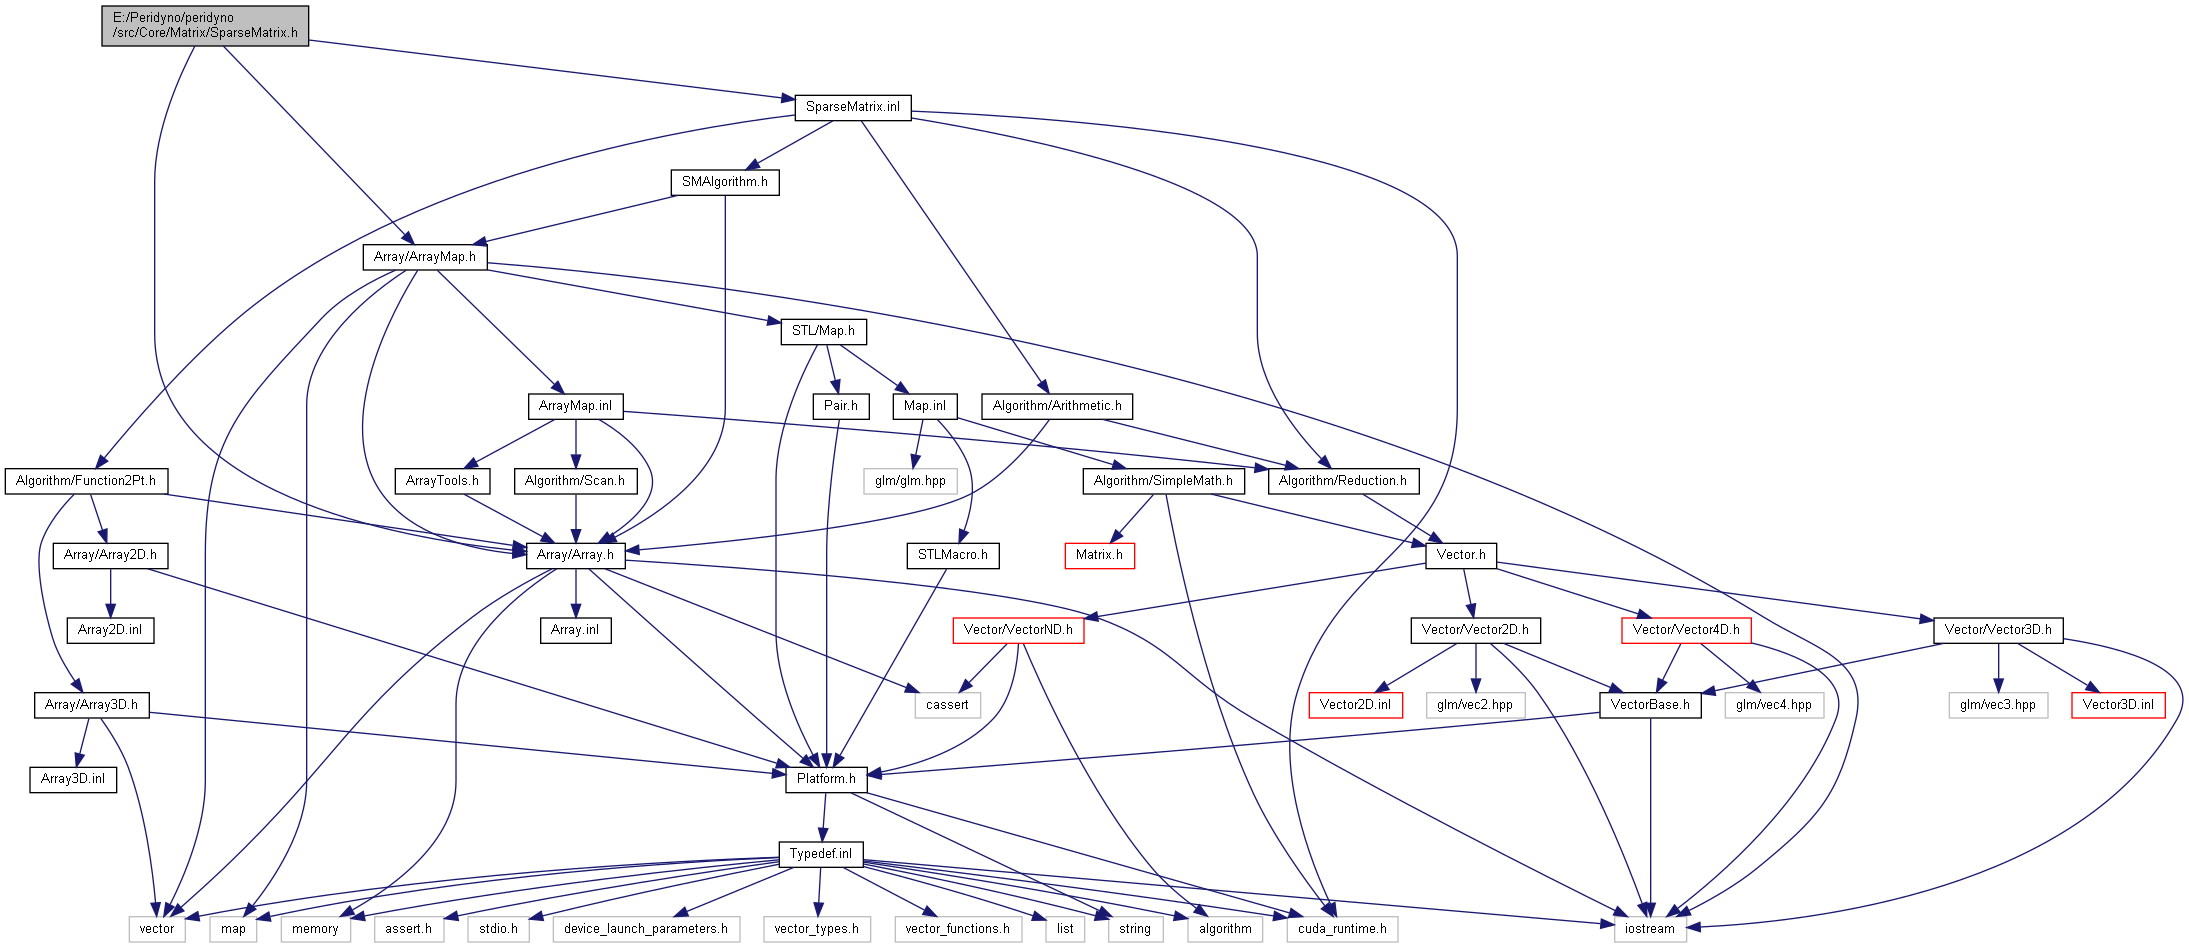 E:/Peridyno/peridyno
/src/Core/Matrix/SparseMatrix.h
SparseMatrix.inl
SMAlgorithm.h
Array/ArrayMap.h
STL/Map.h
ArrayMap.inl
Pair.h
Map.inl
Algorithm/Arithmetic.h
Algorithm/Function2Pt.h
ArrayTools.h
Algorithm/Scan.h
glm/glm.hpp
Algorithm/SimpleMath.h
Algorithm/Reduction.h
Array/Array2D.h
Array/Array.h
STLMacro.h
Matrix.h
Vector.h
Array2D.inl
Array.inl
Vector/VectorND.h
Vector/Vector2D.h
Vector/Vector4D.h
Vector/Vector3D.h
Array/Array3D.h
cassert
Vector2D.inl
glm/vec2.hpp
VectorBase.h
glm/vec4.hpp
glm/vec3.hpp
Vector3D.inl
Array3D.inl
Platform.h
Typedef.inl
vector
map
memory
assert.h
stdio.h
device_launch_parameters.h
vector_types.h
vector_functions.h
list
string
algorithm
cuda_runtime.h
iostream